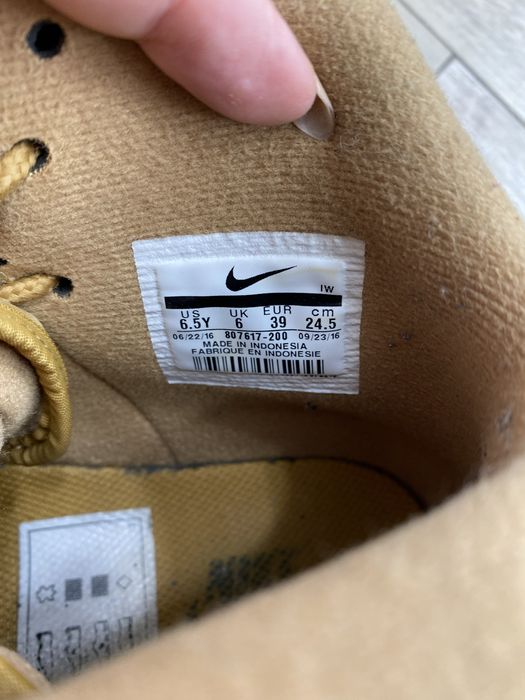 IW
US UK EUR cm
6.5Y 6 39 24.5
06/22/16 807617-200 09/23/16
MADE IN INDONESIA
FABRIQUE EN INDONESIE